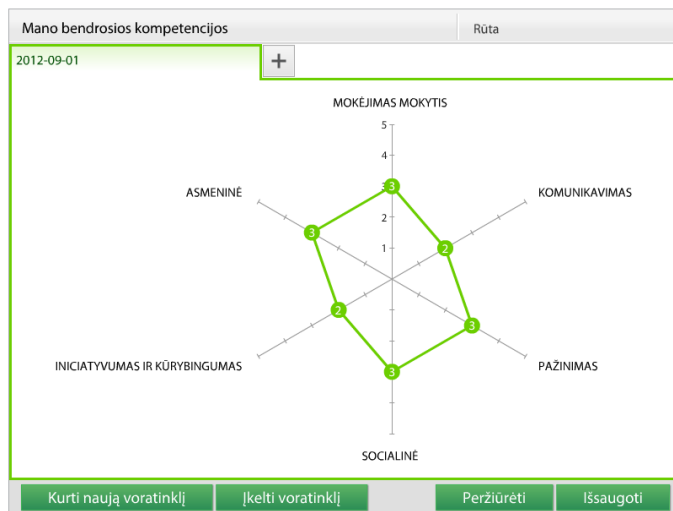 Mano bendrosios kompetencijos
Rūta
2012-09-01
+
MOKĖJIMAS MOKYTIS
5
4
3
3
2
1
ASMENINĖ
KOMUNIKAVIMAS
3
2
2
3
INICIATYVUMAS IR KŪRYBINGUMAS
PAŽINIMAS
3
SOCIALINĖ
Kurti naują voratinklį
Įkelti voratinklį
Peržiūrėti
Išsaugoti